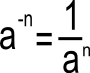 a⁻ⁿ = 1/aⁿ